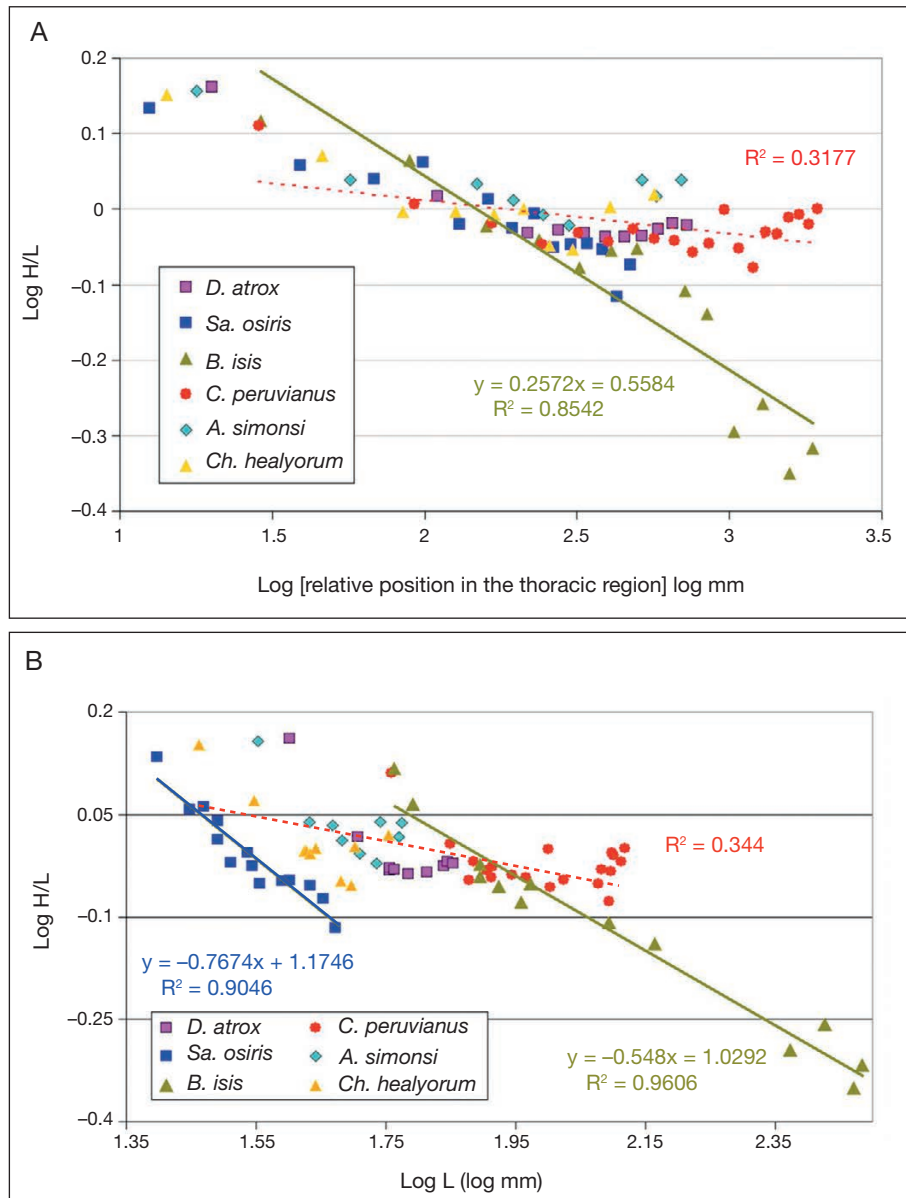 A
0.2
0.1
0
−0.1
−0.2
−0.3
−0.4
Log H/L
R² = 0.3177
D. atrox
Sa. osiris
B. isis
C. peruvianus
A. simonsi
Ch. healyorum
y = 0.2572x = 0.5584
R² = 0.8542
1 2 2.5 3 3.5
Log [relative position in the thoracic region] log mm
B
0.2
0.05
−0.1
−0.25
−0.4
Log H/L
R² = 0.344
y = −0.7674x + 1.1746
R² = 0.9046
D. atrox C. peruvianus
Sa. osiris A. simonsi
B. isis Ch. healyorum
y = −0.548x = 1.0292
R² = 0.9606
1.35 1.55 1.75 1.95 2.15 2.35
Log L (log mm)